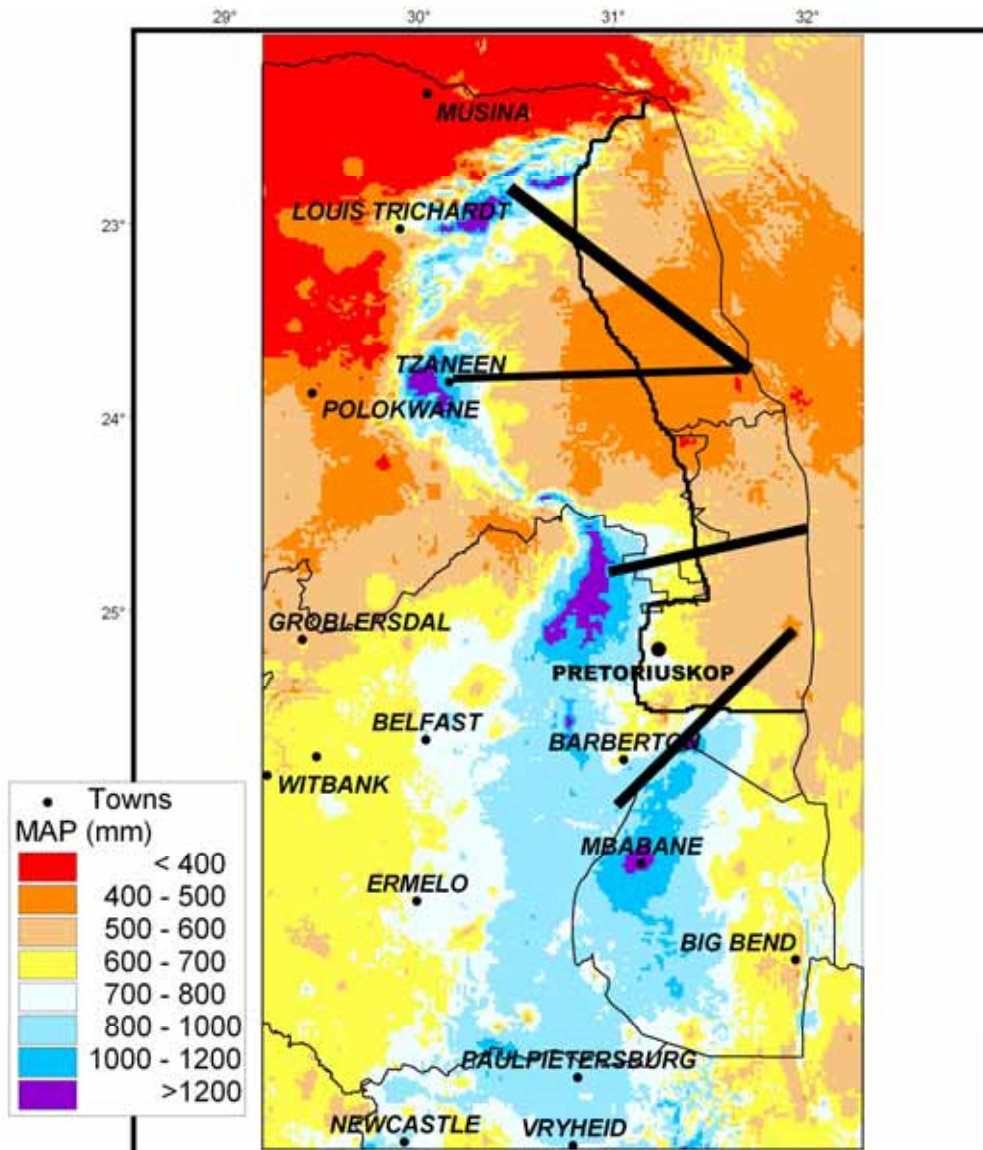 29° 30° 31° 32°
MUSINA
LOUIS TRICHARDT
23°
TZANEEN
POLOKWANE
24°
25°
GROBLERSDAL
PRETORIUSKOP
BELFAST
BARBERTON
WITBANK
Towns
MAP (mm)
< 400
400 - 500
500 - 600
600 - 700
700 - 800
800 - 1000
1000 - 1200
>1200
MBABANE
ERMELO
BIG BEND
PAULPIETERSBURG
NEWCASTLE
VRYHEID